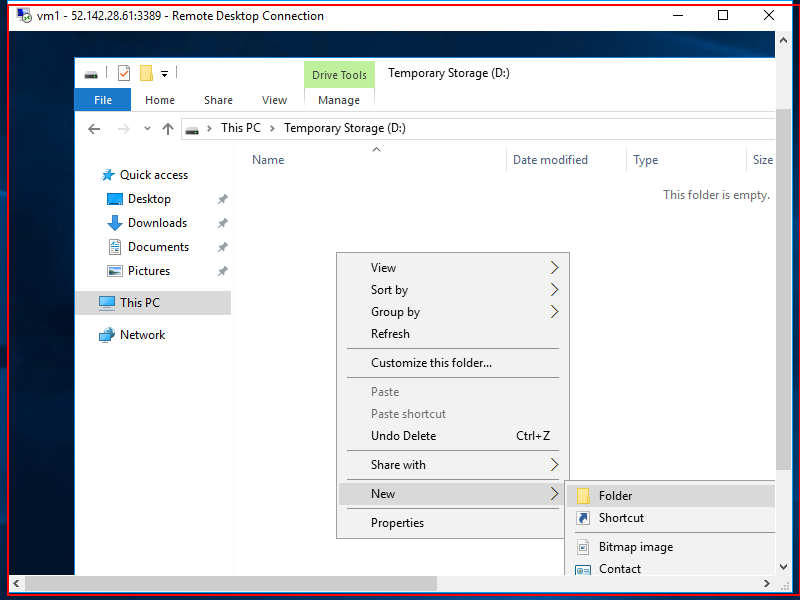 vm1 - 52.142.28.61:3389 - Remote Desktop Connection
Drive Tools
Temporary Storage (D:)
File
Home
Share
View
Manage
This PC
Temporary Storage (D:)
Name
Date modified
Type
Size
This folder is empty.
Quick access
Desktop
Downloads
Documents
Pictures
This PC
Network
View
Sort by
Group by
Refresh
Customize this folder...
Paste
Paste shortcut
Undo Delete Ctrl+Z
Share with
New
Properties
Folder
Shortcut
Bitmap image
Contact